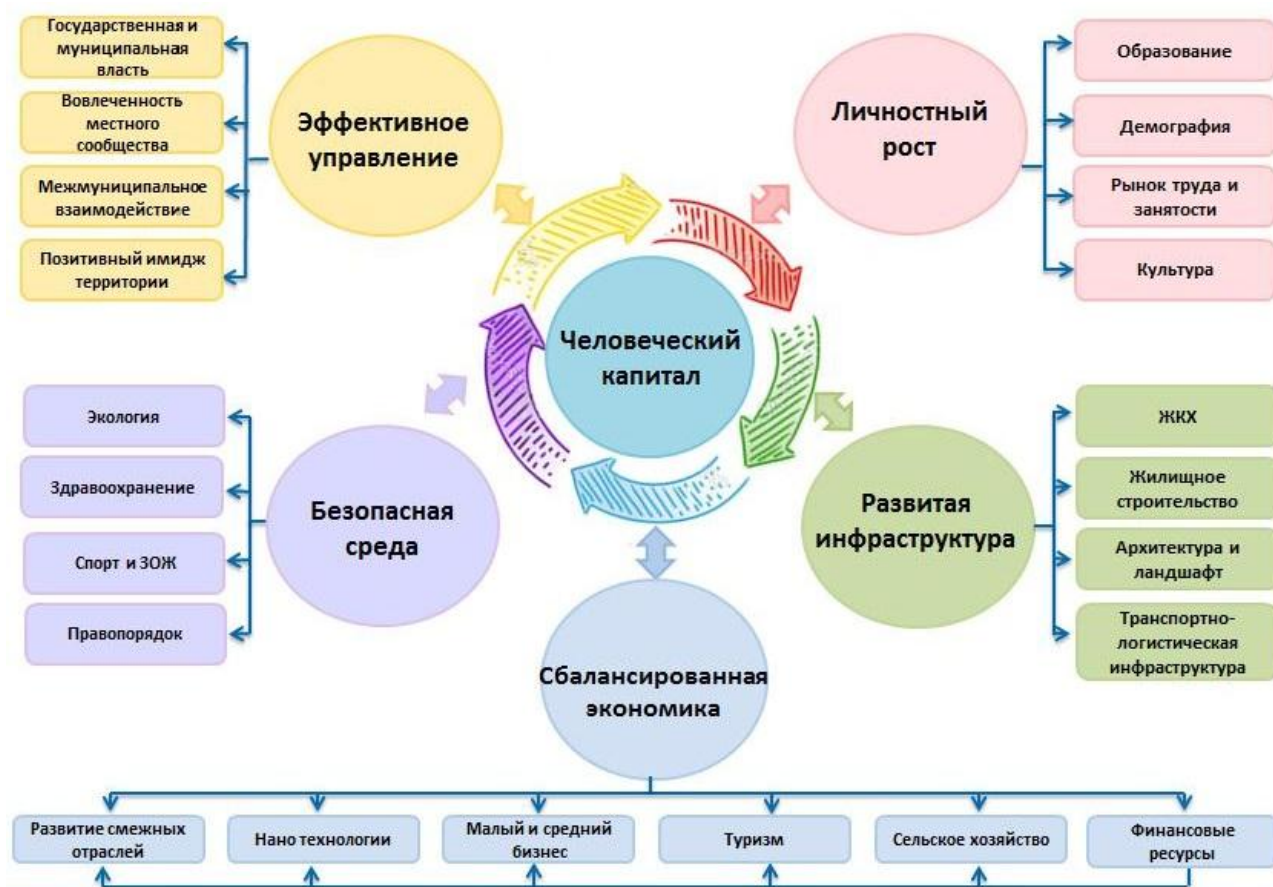 Государственная и
муниципальная
власть
Вовлеченность
местного
сообщества
Межмуниципальное
взаимодействие
Позитивный имидж
территории
Эффективное
управление
Личностный
рост
Образование
Демография
Рынок труда и
занятости
Культура
Человеческий
капитал
Экология
Здравоохранение
Спорт и ЗОЖ
Правопорядок
Безопасная
среда
Развитая
инфраструктура
ЖКХ
Жилищное
строительство
Архитектура и
ландшафт
Транспортно-
логистическая
инфраструктура
Сбалансированная
экономика
Развитие смежных
отраслей
Нано технологии
Малый и средний
бизнес
Туризм
Сельское хозяйство
Финансовые
ресурсы